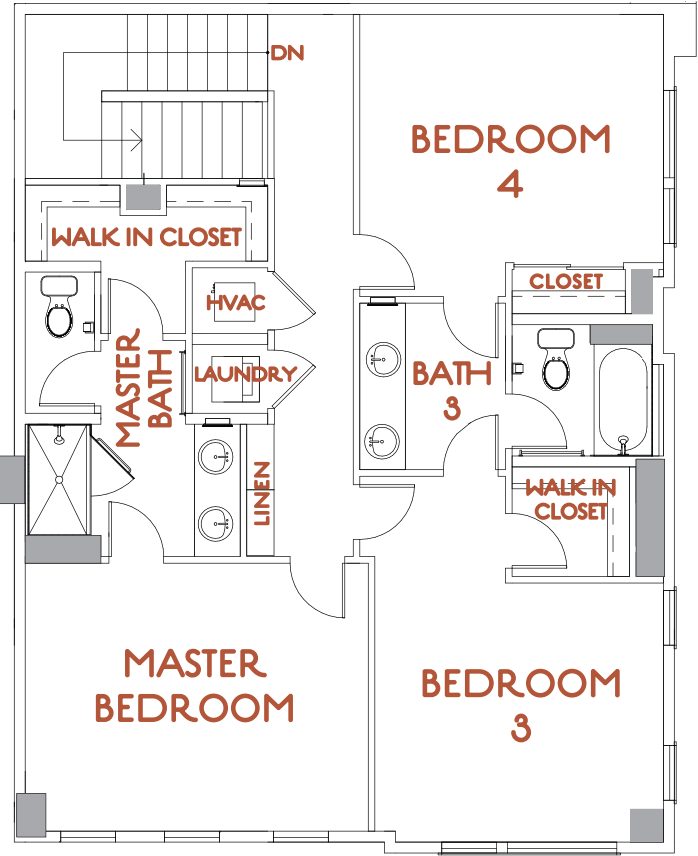 DN
BEDROOM
4
WALK IN CLOSET
CLOSET
HVAC
MASTER
BATH
LAUNDRY
BATH
3
LINEN
WALK IN
CLOSET
MASTER
BEDROOM
BEDROOM
3